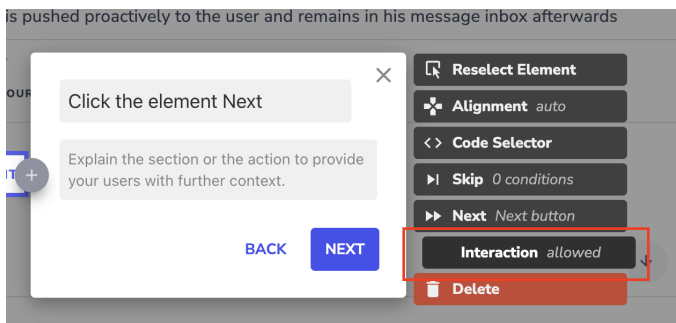 is pushed proactively to the user and remains in his message inbox afterwards
OUR
Click the element Next
Explain the section or the action to provide
your users with further context.
BACK
NEXT
Reselect Element
Alignment auto
Code Selector
Skip 0 conditions
Next Next button
Interaction allowed
Delete